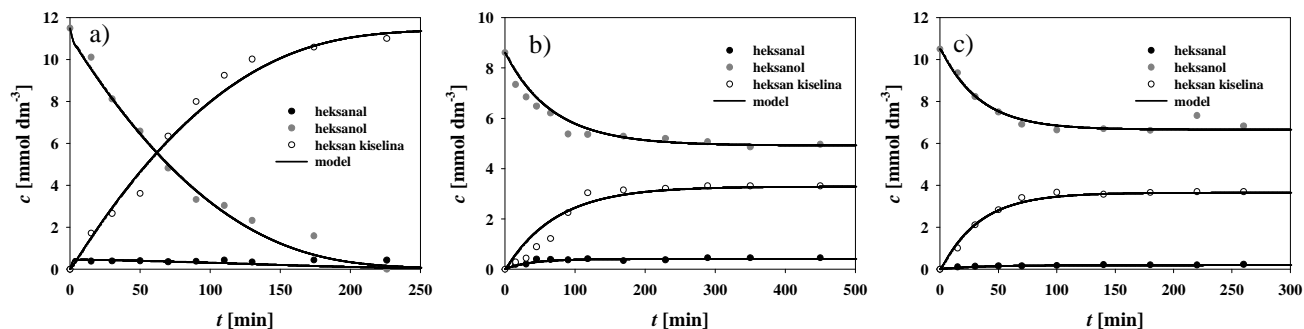 a)
c [mmol dm-3]
12
10
8
6
4
2
0
heksanal
heksanol
heksan kiselina
model
0 50 100 150 200 250
t [min]
b)
c [mmol dm-3]
10
8
6
4
2
0
heksanal
heksanol
heksan kiselina
model
0 100 200 300 400 500
t [min]
c)
c [mmol dm-3]
12
10
8
6
4
2
0
heksanal
heksanol
heksan kiselina
model
0 50 100 150 200 250 300
t [min]